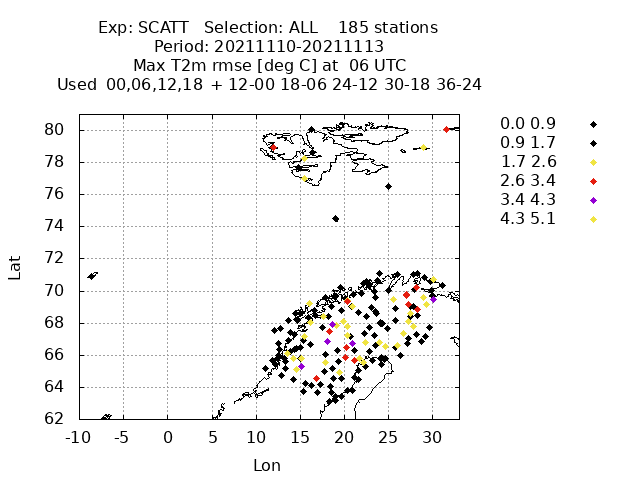 Exp: SCATT   Selection: ALL    185 stations
Period: 20211110-20211113
Max T2m rmse [deg C] at  06 UTC
Used  00,06,12,18  + 12-00 18-06 24-12 30-18 36-24
0.0 0.9
0.9 1.7
1.7 2.6
2.6 3.4
3.4 4.3
4.3 5.1
Lat
80
78
76
74
72
70
68
66
64
62
-10 -5 0 5 10 15 20 25 30
Lon